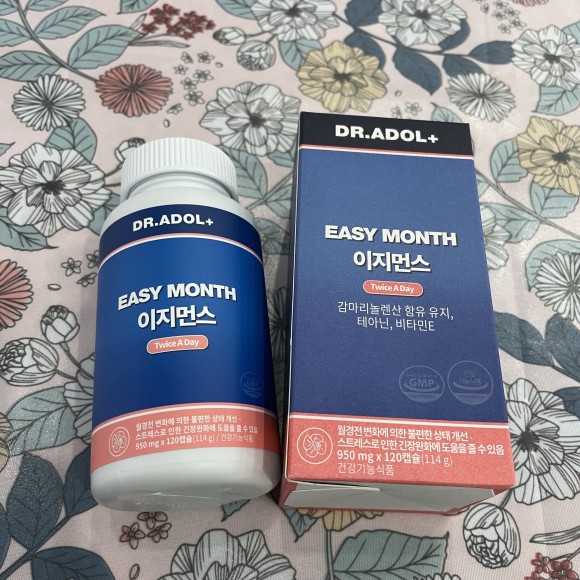 DR.ADOL+
EASY MONTH
이지먼스
Twice A Day
월경전 변화에 의한 불편한 상태 개선·
스트레스로 인한 긴장완화에 도움을 줄 수 있음
950 mg x 120캡슐(114 g) / 건강기능식품
DR.ADOL+
EASY MONTH
이지먼스
Twice A Day
감마리놀렌산 함유 유지,
테아닌, 비타민E
GMP
건강
기능식품
월경전 변화에 의한 불편한 상태 개선·
스트레스로 인한 긴장완화에 도움을 줄 수 있음
950 mg x 120캡슐(114 g)
건강기능식품